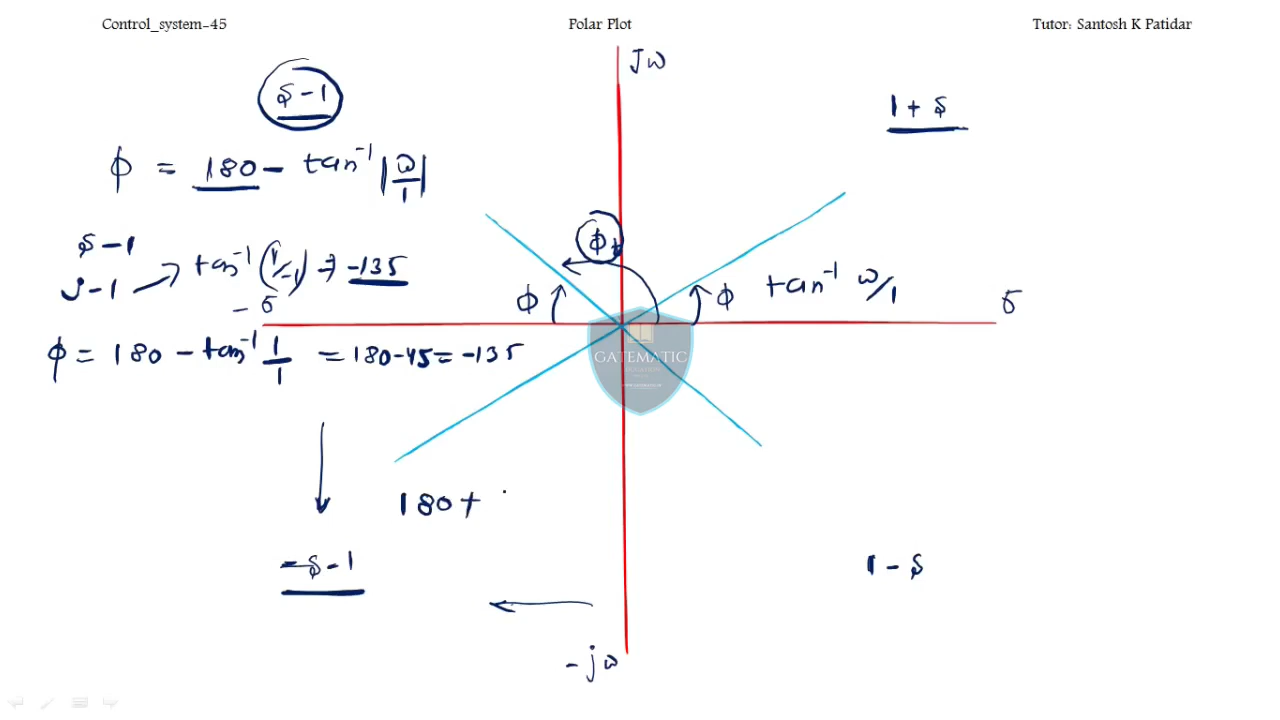 Control_system-45
Polar Plot
Tutor: Santosh K Patidar
Jω
s-1
1+s
ϕ = 180 - tan⁻¹ |ω/1|
s-1
j-1 → tan⁻¹ (1/-1) ⇒ -135
ϕ
ϕ
ϕ
tan⁻¹ ω/1
-σ
σ
ϕ = 180 - tan⁻¹ 1/1 = 180-45 = -135
GATEMATIC
180+
-s-1
1-s
-jω